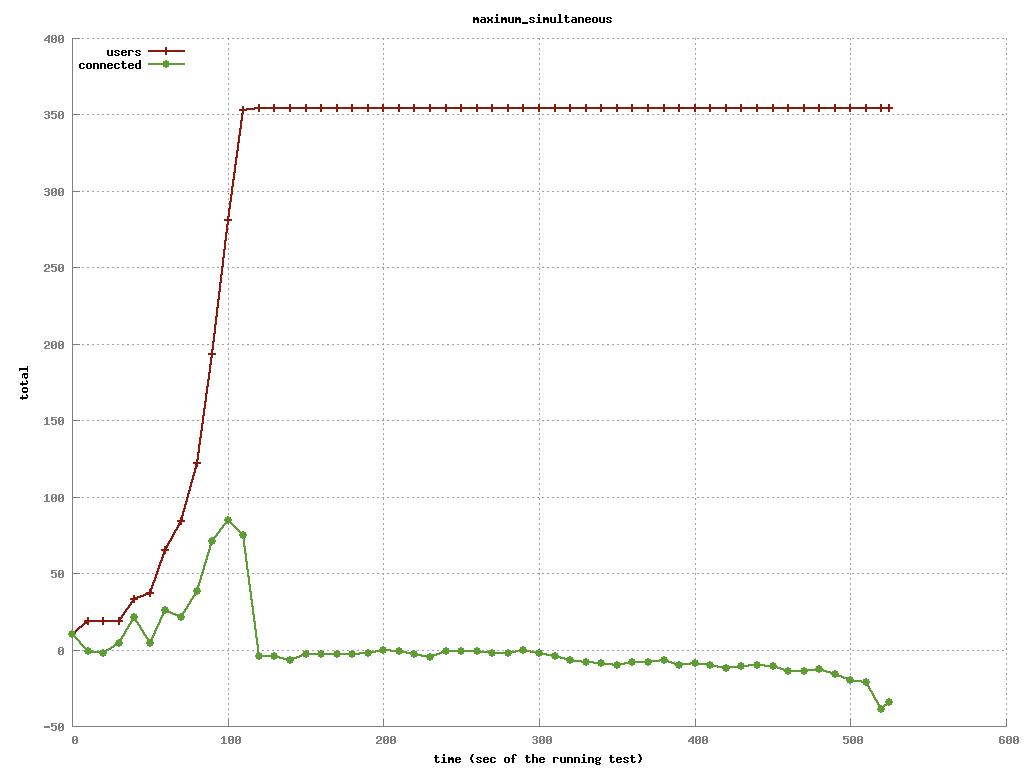 maximum_simultaneous
400
users
connected
350
300
250
200
total
150
100
50
0
-50
0 100 200 300 400 500 600
time (sec of the running test)